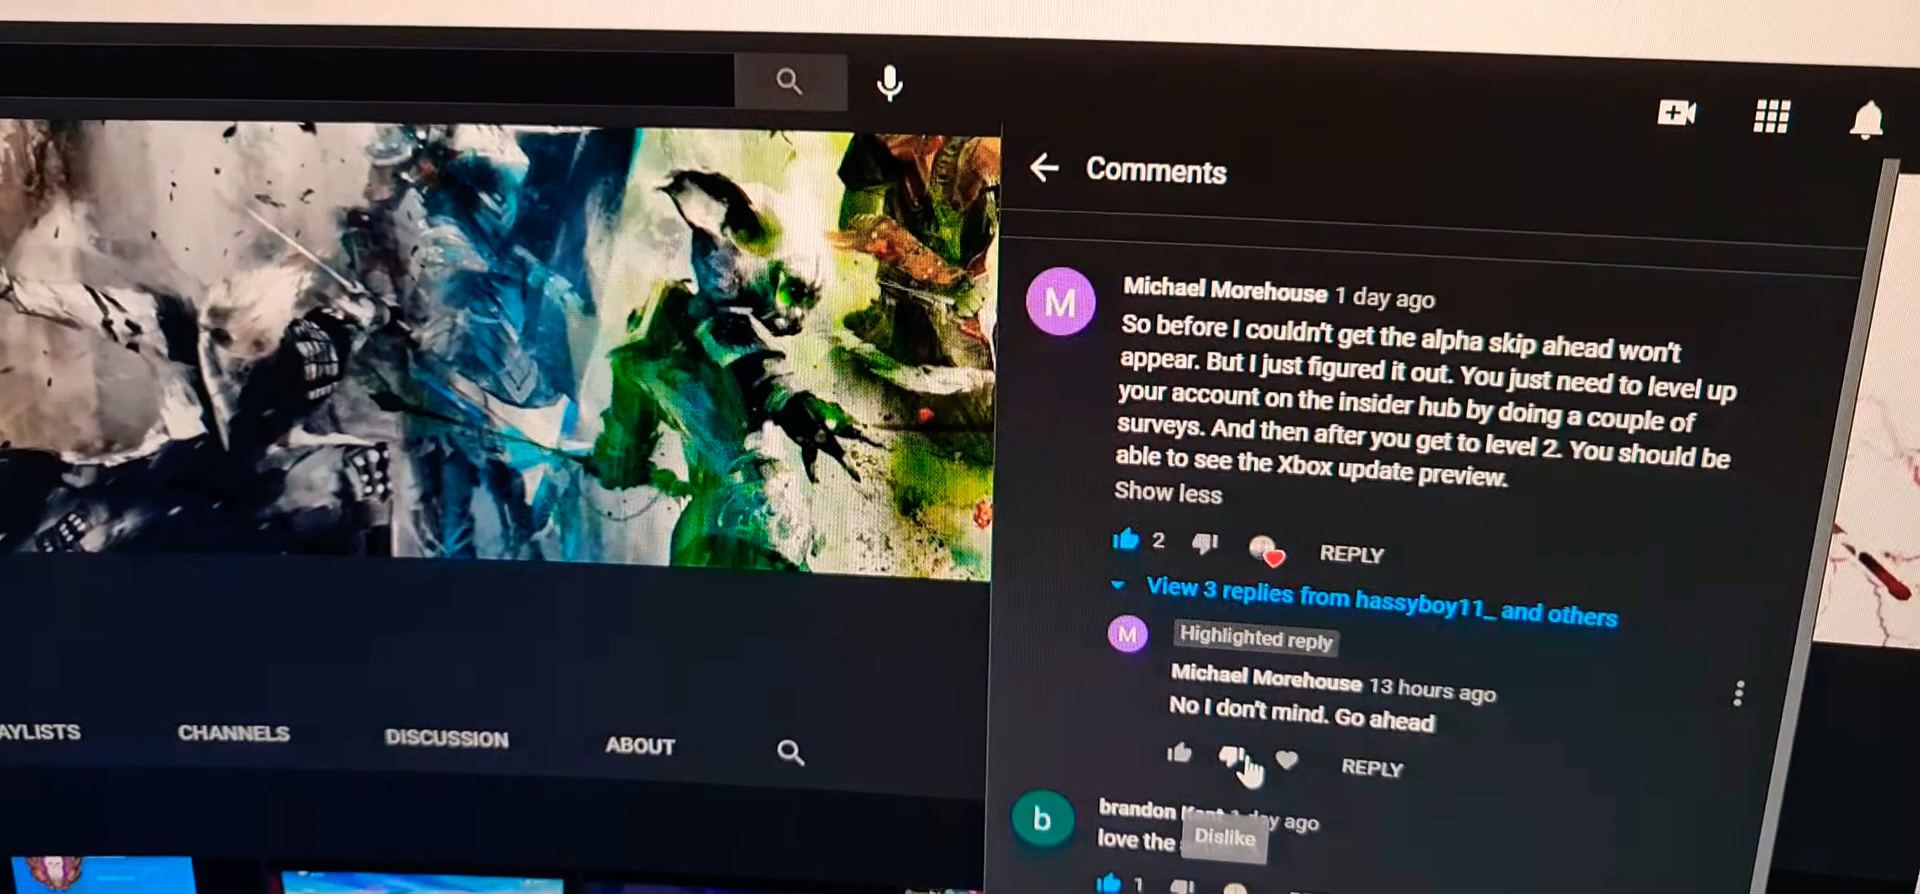 Comments
M
Michael Morehouse 1 day ago
So before I couldn't get the alpha skip ahead won't
appear. But I just figured it out. You just need to level up
your account on the insider hub by doing a couple of
surveys. And then after you get to level 2. You should be
able to see the Xbox update preview.
Show less
2
REPLY
View 3 replies from hassyboy11_ and others
M
Highlighted reply
Michael Morehouse 13 hours ago
No I don't mind. Go ahead
REPLY
AYLISTS
CHANNELS
DISCUSSION
ABOUT
b
brandon day ago
love the
Dislike
1